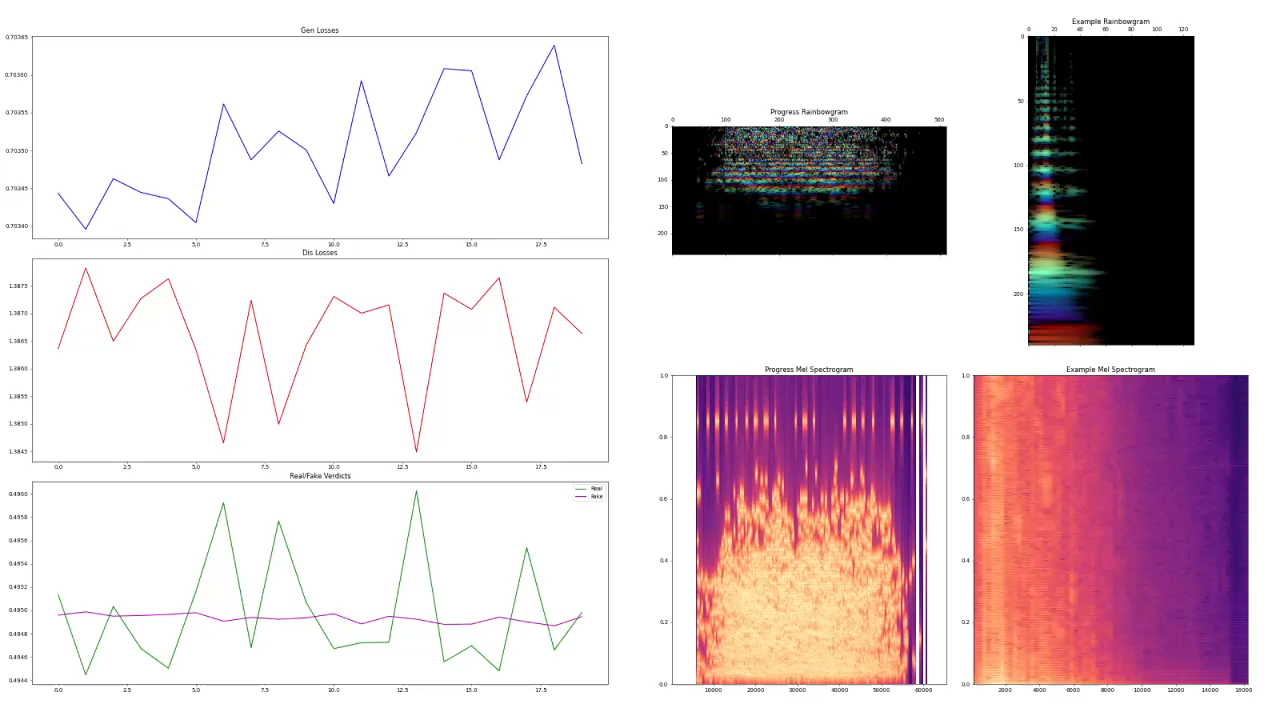 Gen Losses
0.70365
0.70360
0.70355
0.70350
0.70345
0.70340
0.0 2.5 5.0 7.5 10.0 12.5 15.0 17.5
Dis Losses
1.3875
1.3870
1.3865
1.3860
1.3855
1.3850
1.3845
0.0 2.5 5.0 7.5 10.0 12.5 15.0 17.5
Real/Fake Verdicts
Real
Fake
0.4960
0.4958
0.4956
0.4954
0.4952
0.4950
0.4948
0.4946
0.4944
0.0 2.5 5.0 7.5 10.0 12.5 15.0 17.5
Progress Rainbowgram
0 100 200 300 400 500
0
50
100
150
200
Example Rainbowgram
0 20 40 60 80 100 120
0
50
100
150
200
Progress Mel Spectrogram
1.0
0.8
0.6
0.4
0.2
0.0
10000 20000 30000 40000 50000 60000
Example Mel Spectrogram
1.0
0.8
0.6
0.4
0.2
0.0
2000 4000 6000 8000 10000 12000 14000 16000